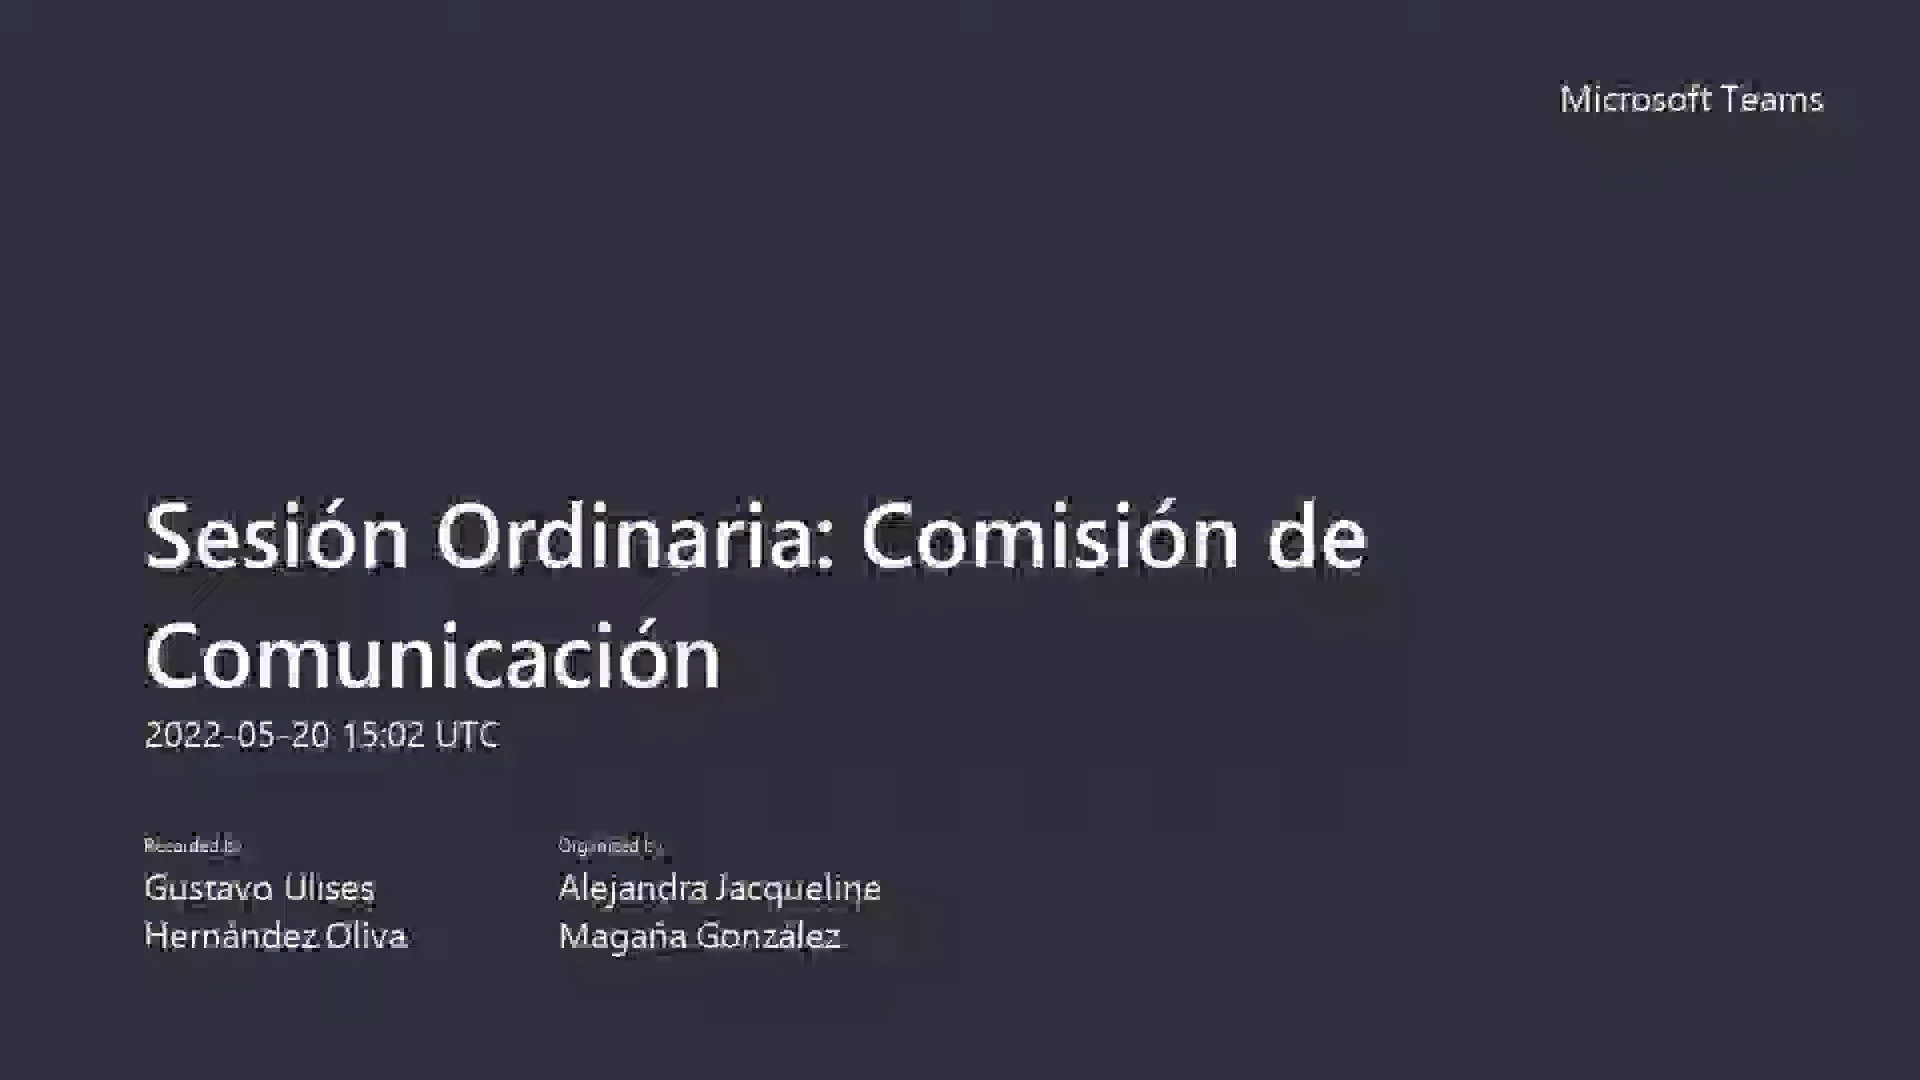 Microsoft Teams
Sesión Ordinaria: Comisión de
Comunicación
2022-05-20 15:02 UTC
Recorded by
Organized by
Gustavo Ulises
Hernández Oliva
Alejandra Jacqueline
Magaña González